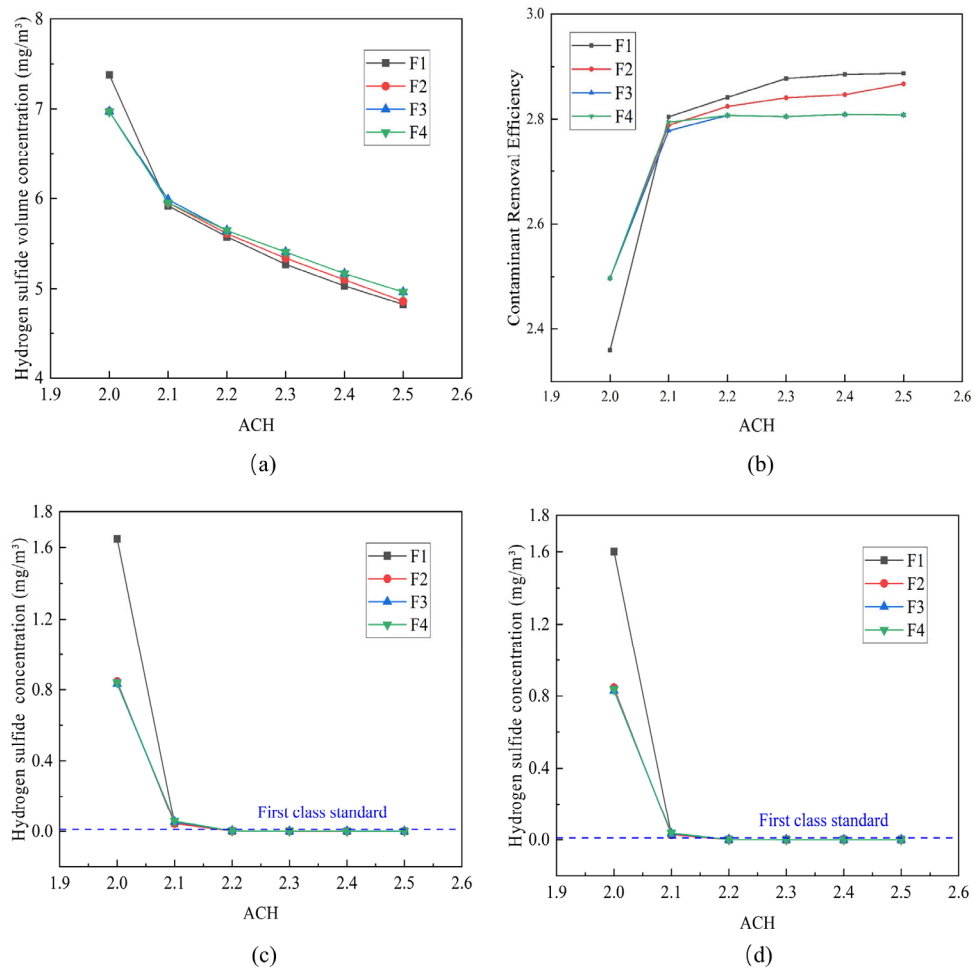 8
7
6
5
4
Hydrogen sulfide volume concentration (mg/m³)
F1
F2
F3
F4
1.9 2.0 2.1 2.2 2.3 2.4 2.5 2.6
ACH
(a)
3.0
2.8
2.6
2.4
Contaminant Removal Efficiency
F1
F2
F3
F4
1.9 2.0 2.1 2.2 2.3 2.4 2.5 2.6
ACH
(b)
1.8
1.6
1.2
0.8
0.4
0.0
Hydrogen sulfide concentration (mg/m³)
F1
F2
F3
F4
First class standard
1.9 2.0 2.1 2.2 2.3 2.4 2.5 2.6
ACH
(c)
1.8
1.6
1.2
0.8
0.4
0.0
Hydrogen sulfide concentration (mg/m³)
F1
F2
F3
F4
First class standard
1.9 2.0 2.1 2.2 2.3 2.4 2.5 2.6
ACH
(d)